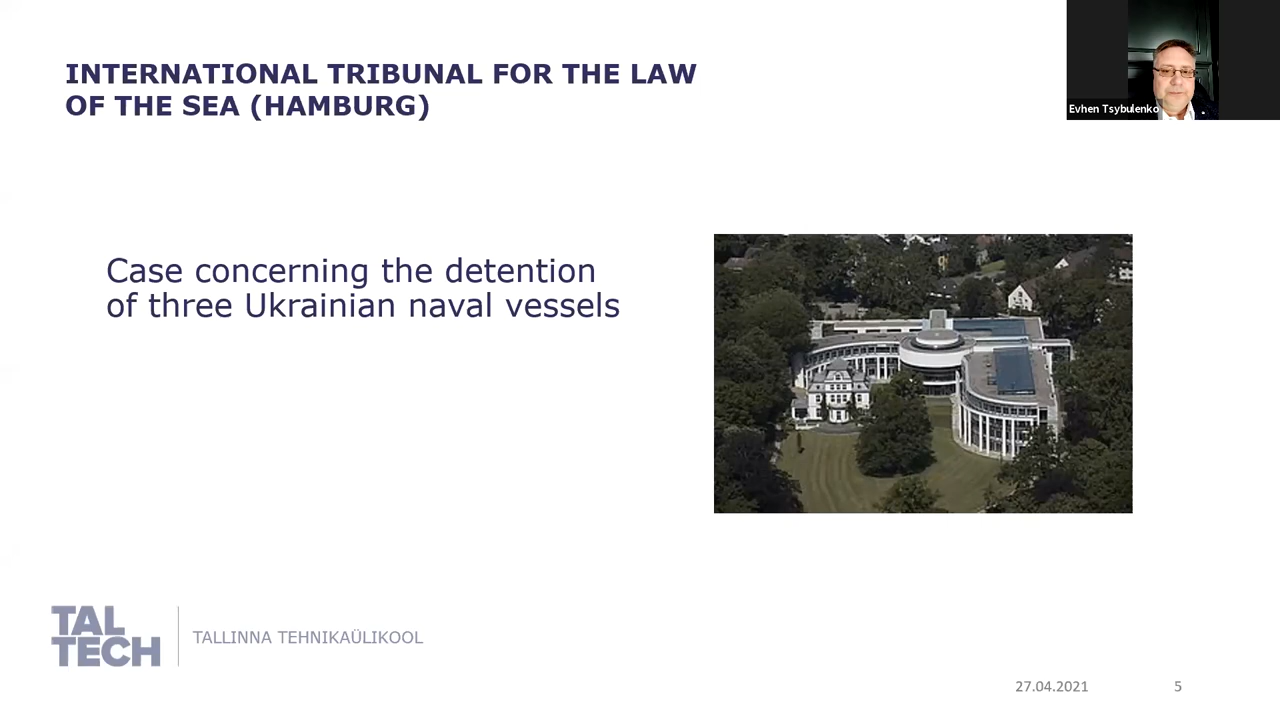 INTERNATIONAL TRIBUNAL FOR THE LAW
OF THE SEA (HAMBURG)
Evhen Tsybulenko
Case concerning the detention
of three Ukrainian naval vessels
TAL
TECH
TALLINNA TEHNIKAÜLIKOOL
27.04.2021
5